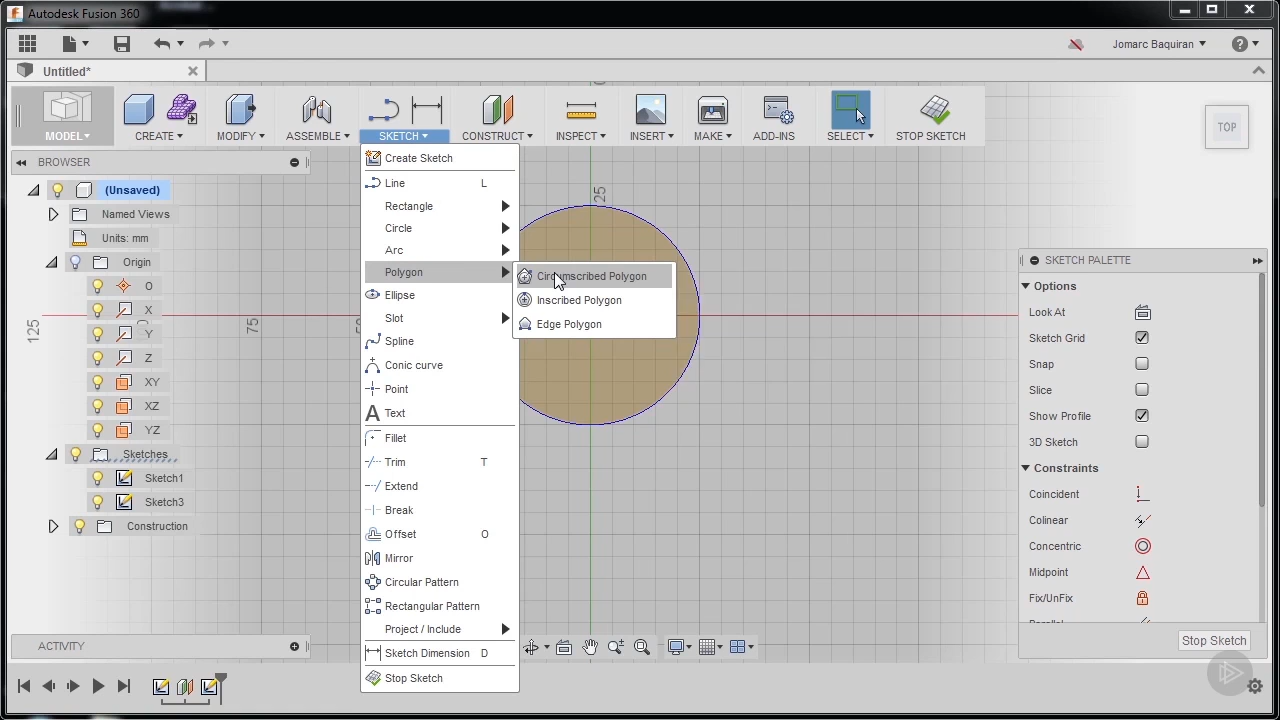 Autodesk Fusion 360
Jomarc Baquiran
Untitled*
MODEL
CREATE
MODIFY
ASSEMBLE
SKETCH
CONSTRUCT
INSPECT
INSERT
MAKE
ADD-INS
SELECT
STOP SKETCH
TOP
BROWSER
(Unsaved)
Named Views
Units: mm
Origin
O
X
Y
Z
XY
XZ
YZ
Sketches
Sketch1
Sketch3
Construction
Create Sketch
Line L
Rectangle
Circle
Arc
Polygon
Ellipse
Slot
Spline
Conic curve
Point
Text
Fillet
Trim T
Extend
Break
Offset O
Mirror
Circular Pattern
Rectangular Pattern
Project / Include
Sketch Dimension D
Stop Sketch
Circumscribed Polygon
Inscribed Polygon
Edge Polygon
25
125
75
SKETCH PALETTE
Options
Look At
Sketch Grid
Snap
Slice
Show Profile
3D Sketch
Constraints
Coincident
Colinear
Concentric
Midpoint
Fix/UnFix
Stop Sketch
ACTIVITY